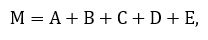 M = A + B + C + D + E,